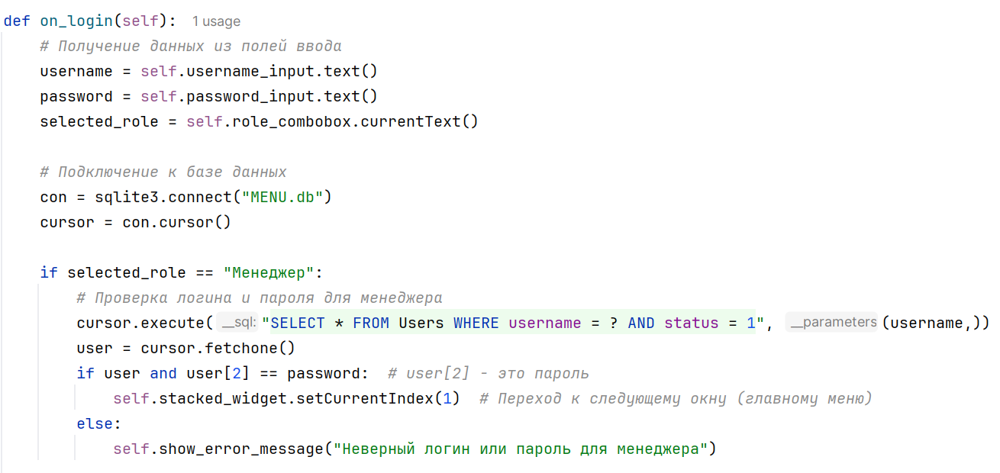 def on_login(self): 1 usage
# Получение данных из полей ввода
username = self.username_input.text()
password = self.password_input.text()
selected_role = self.role_combobox.currentText()
# Подключение к базе данных
con = sqlite3.connect("MENU.db")
cursor = con.cursor()
if selected_role == "Менеджер":
# Проверка логина и пароля для менеджера
cursor.execute( __sql: "SELECT * FROM Users WHERE username = ? AND status = 1", __parameters (username,))
user = cursor.fetchone()
if user and user[2] == password: # user[2] - это пароль
self.stacked_widget.setCurrentIndex(1) # Переход к следующему окну (главному меню)
else:
self.show_error_message("Неверный логин или пароль для менеджера")